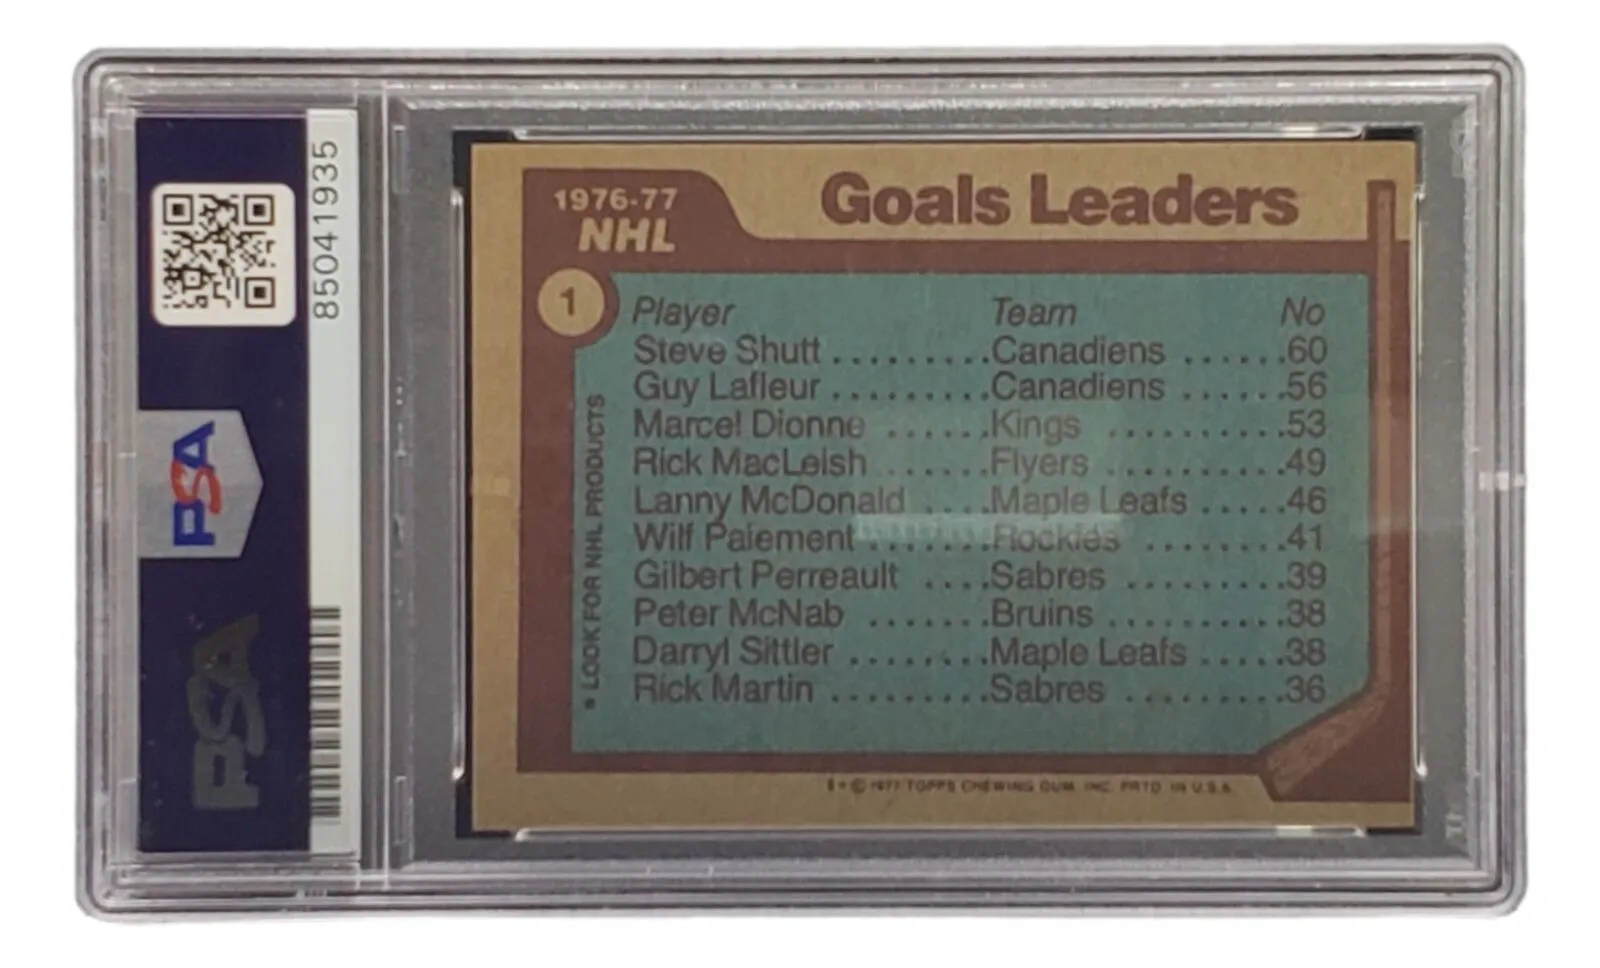 85041935
PSA
PSA
1976-77
NHL
Goals Leaders
1
Player Team No
Steve Shutt.........Canadiens ......60
Guy Lafleur.........Canadiens ......56
Marcel Dionne ......Kings ..........53
Rick MacLeish ......Flyers ..........49
Lanny McDonald ....Maple Leafs .....46
Wilf Paiement .......Rockies ........41
Gilbert Perreault ....Sabres .........39
Peter McNab .......Bruins ..........38
Darryl Sittler ........Maple Leafs .....38
Rick Martin .........Sabres .........36
LOOK FOR NHL PRODUCTS
© 1977 TOPPS CHEWING GUM, INC. PRTD. IN U.S.A.